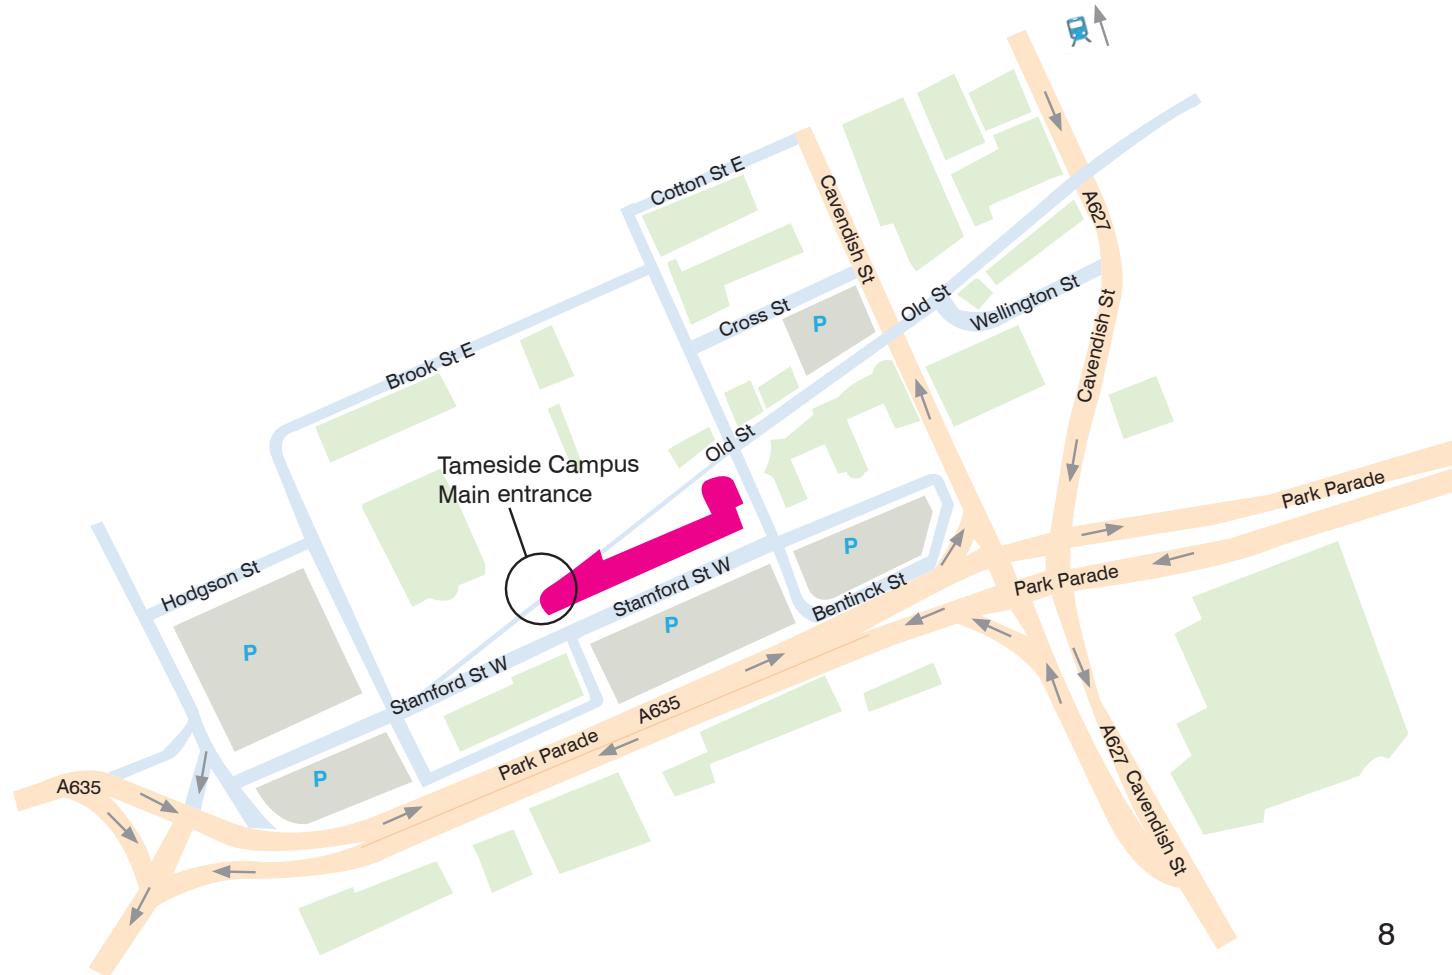 Cotton St E
Cavendish St
A627
Cross St
P
Old St
Wellington St
Cavendish St
Brook St E
Old St
Tameside Campus
Main entrance
Park Parade
P
Park Parade
Hodgson St
Stamford St W
Bentinck St
P
P
Stamford St W
A635
Park Parade
P
A635
A627 Cavendish St
8